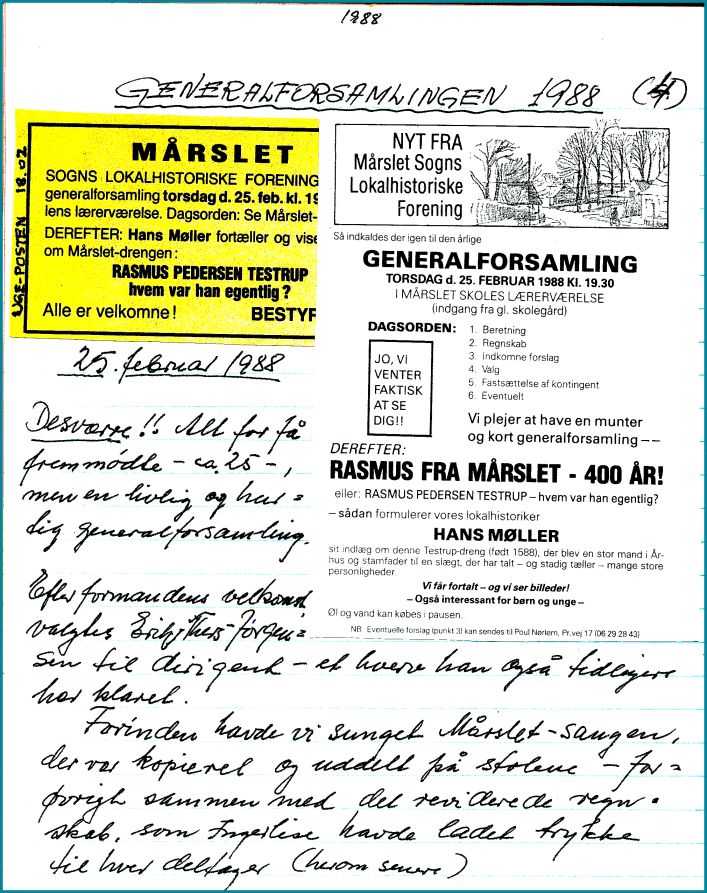 1988
GENERALFORSAMLINGEN 1988 (4)
UGE-POSTEN 18.02
MÅRSLET
SOGNS LOKALHISTORISKE FORENING
generalforsamling torsdag d. 25. feb. kl. 19
lens lærerværelse. Dagsorden: Se Mårslet-
DEREFTER: Hans Møller fortæller og vise
om Mårslet-drengen:
RASMUS PEDERSEN TESTRUP
hvem var han egentlig?
Alle er velkomne! BESTYR
NYT FRA
Mårslet Sogns
Lokalhistoriske
Forening
Så indkaldes der igen til den årlige
GENERALFORSAMLING
TORSDAG d. 25. FEBRUAR 1988 Kl. 19.30
I MÅRSLET SKOLES LÆRERVÆRELSE
(indgang fra gl. skolegård)
DAGSORDEN:
1. Beretning
2. Regnskab
3. Indkomne forslag
4. Valg
5. Fastsættelse af kontingent
6. Eventuelt
JO, VI
VENTER
FAKTISK
AT SE
DIG!!
Vi plejer at have en munter
og kort generalforsamling ––
DEREFTER:
RASMUS FRA MÅRSLET - 400 ÅR!
eller: RASMUS PEDERSEN TESTRUP – hvem var han egentlig?
– sådan formulerer vores lokalhistoriker
HANS MØLLER
sit indlæg om denne Testrup-dreng (født 1588), der blev en stor mand i År-
hus og stamfader til en slægt, der har talt – og stadig tæller – mange store
personligheder
Vi får fortalt – og vi ser billeder!
– Også interessant for børn og unge –
Øl og vand kan købes i pausen.
NB Eventuelle forslag (punkt 3) kan sendes til Poul Nørlem, Pr.vej 17 (06 29 28 43)
25. februar 1988
Desværre!! Alt for få
fremmødte – ca. 25 –,
men en livlig og hur=
tig generalforsamling.
Efter formandens velkomst
valgtes Erik Thers-Jørgen=
sen til dirigent – et hverv han også tidligere
har klaret.
Forinden havde vi sunget Mårslet-sangen,
der var kopieret og uddelt på stolene – for=
øvrigt sammen med det reviderede regn=
skab, som Ingerlise havde ladet trykke
til hver deltager (herom senere)